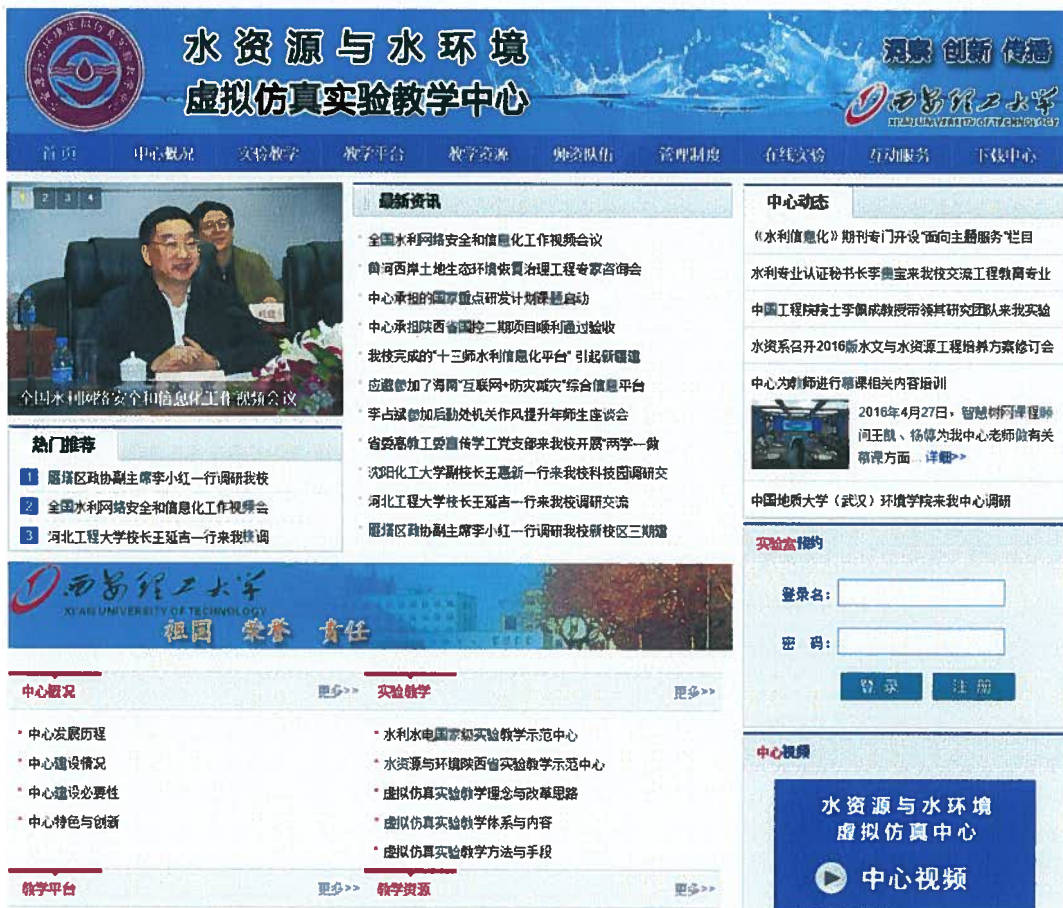 水资源与水环境
虚拟仿真实验教学中心
洞察 创新 传播
西安理工大学
XI'AN UNIVERSITY OF TECHNOLOGY
首页 中心概况 实验教学 教学平台 教学资源 师资队伍 管理制度 在线实验 互动服务 下载中心
1 2 3 4
全国水利网络安全和信息化工作视频会议
热门推荐
1 雁塔区政协副主席李小红一行调研我校
2 全国水利网络安全和信息化工作视频会
3 河北工程大学校长王延吉一行来我校调
最新资讯
全国水利网络安全和信息化工作视频会议
黄河西岸土地生态环境恢复治理工程专家咨询会
中心承担的国家重点研发计划课题启动
中心承担陕西省国控二期项目顺利通过验收
我校完成的“十三师水利信息化平台” 引起新疆建
应邀参加了海南“互联网+防灾减灾”综合信息平台
李占斌参加后勤处机关作风提升年师生座谈会
省委高教工委宣传学工党支部来我校开展“两学一做
沈阳化工大学副校长王惠新一行来我校科技园调研交
河北工程大学校长王延吉一行来我校调研交流
雁塔区政协副主席李小红一行调研我校新校区三期建
中心动态
《水利信息化》期刊专门开设“面向主题服务”栏目
水利专业认证秘书长李贵宝来我校交流工程教育专业
中国工程院院士李佩成教授带领其研究团队来我实验
水资系召开2016版水文与水资源工程培养方案修订会
中心为教师进行慕课相关内容培训
2016年4月27日，智慧树网课程顾
问王凯、杨婷为我中心老师做有关
慕课方面... 详细>>
中国地质大学（武汉）环境学院来我中心调研
实验室预约
登录名：
密 码：
登 录 注 册
西安理工大学
XI'AN UNIVERSITY OF TECHNOLOGY
祖国 荣誉 责任
中心概况 更多>>
中心发展历程
中心建设情况
中心建设必要性
中心特色与创新
实验教学 更多>>
水利水电国家级实验教学示范中心
水资源与环境陕西省实验教学示范中心
虚拟仿真实验教学理念与改革思路
虚拟仿真实验教学体系与内容
虚拟仿真实验教学方法与手段
中心视频
水资源与水环境
虚拟仿真中心
中心视频
教学平台 更多>>
教学资源 更多>>